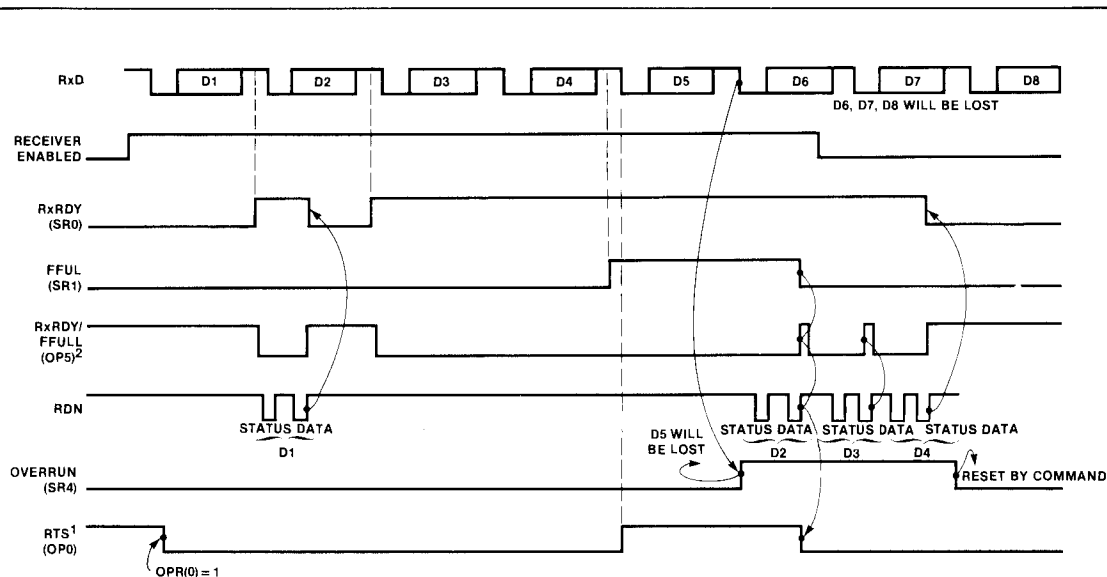 RxD
D1 D2 D3 D4 D5 D6 D7 D8
D6, D7, D8 WILL BE LOST
RECEIVER
ENABLED
RxRDY
(SR0)
FFUL
(SR1)
RxRDY/
FFULL
(OP5)2
RDN
STATUS DATA
D1
STATUS DATA STATUS DATA STATUS DATA
D2 D3 D4
D5 WILL
BE LOST
OVERRUN
(SR4)
RESET BY COMMAND
RTS1
(OP0)
OPR(0) = 1